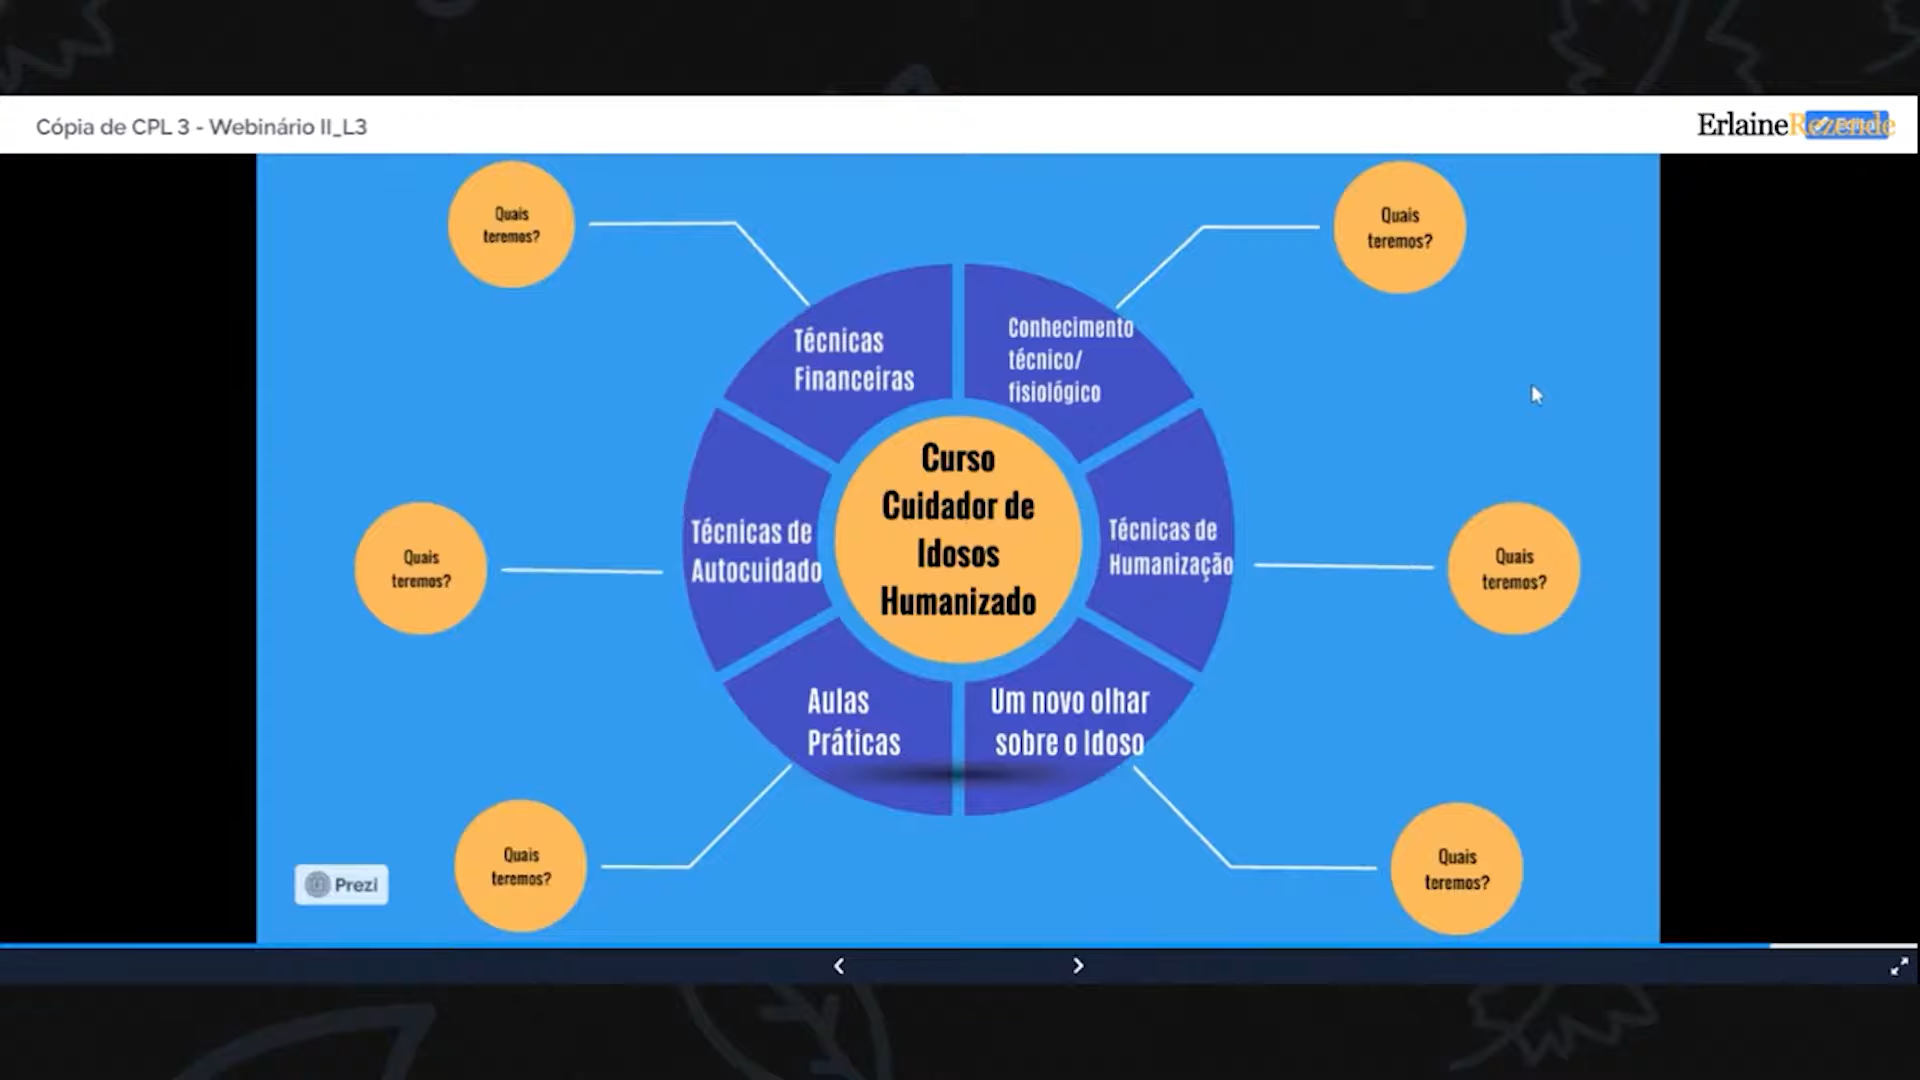 Cópia de CPL 3 - Webinário II_L3
Erlaine Rezende
Quais
teremos?
Quais
teremos?
Técnicas
Financeiras
Conhecimento
técnico/
fisiológico
Curso
Cuidador de
Idosos
Humanizado
Técnicas de
Autocuidado
Técnicas de
Humanização
Quais
teremos?
Quais
teremos?
Aulas
Práticas
Um novo olhar
sobre o Idoso
Quais
teremos?
Quais
teremos?
Prezi